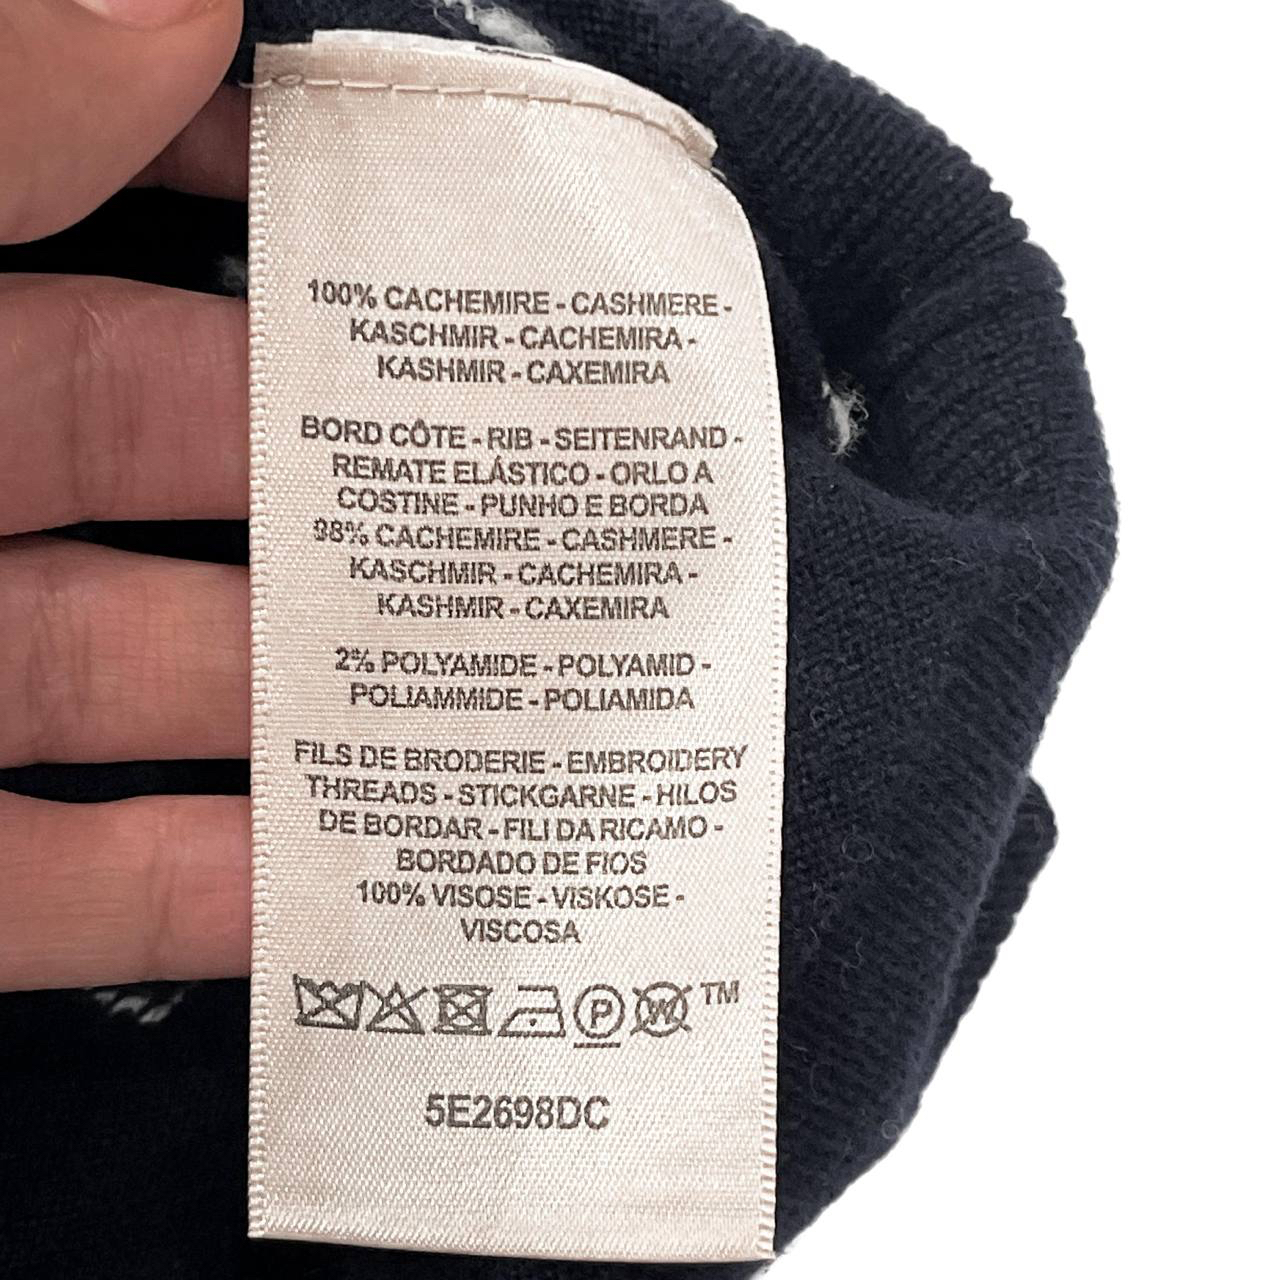 100% CACHEMIRE - CASHMERE -
KASCHMIR - CACHEMIRA -
KASHMIR - CAXEMIRA
BORD CÔTE - RIB - SEITENRAND -
REMATE ELÁSTICO - ORLO A
COSTINE - PUNHO E BORDA
98% CACHEMIRE - CASHMERE -
KASCHMIR - CACHEMIRA -
KASHMIR - CAXEMIRA
2% POLYAMIDE - POLYAMID -
POLIAMMIDE - POLIAMIDA
FILS DE BRODERIE - EMBROIDERY
THREADS - STICKGARNE - HILOS
DE BORDAR - FILI DA RICAMO -
BORDADO DE FIOS
100% VISOSE - VISKOSE -
VISCOSA
P W TM
5E2698DC